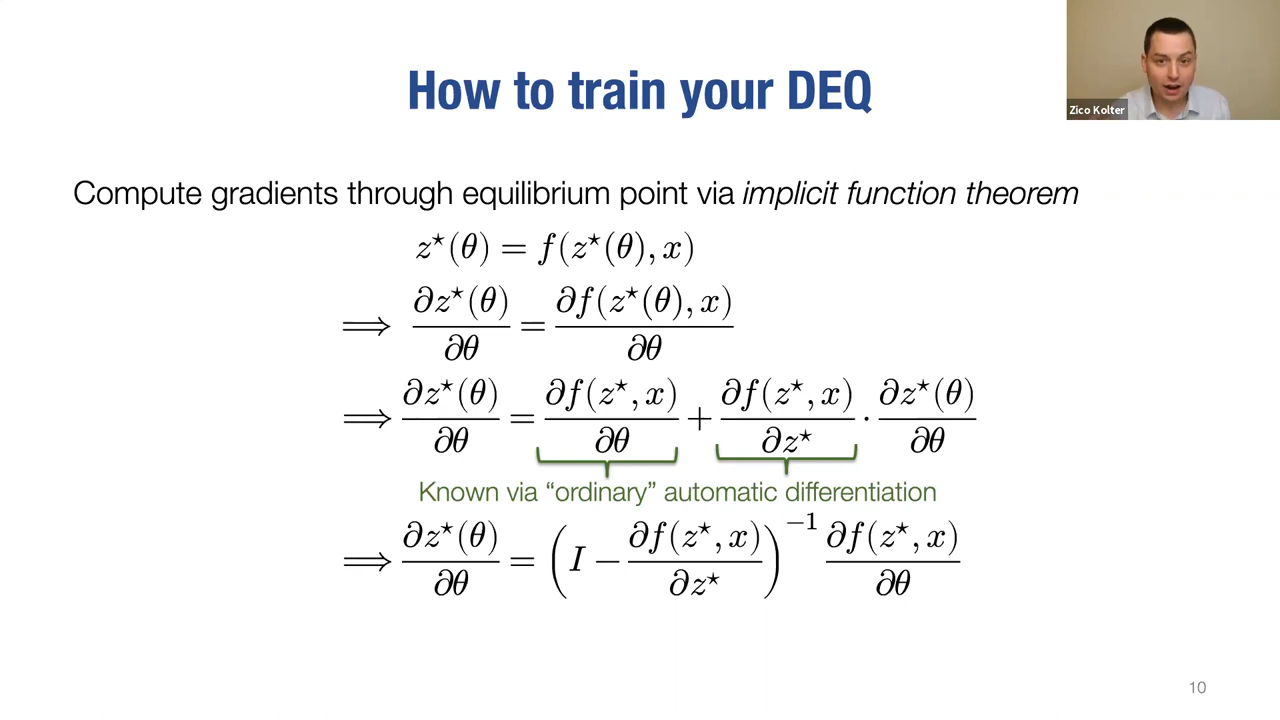 How to train your DEQ
Zico Kolter
Compute gradients through equilibrium point via implicit function theorem
z⋆(θ) = f(z⋆(θ), x)
⟹ ∂z⋆(θ)/∂θ = ∂f(z⋆(θ), x)/∂θ
⟹ ∂z⋆(θ)/∂θ = ∂f(z⋆, x)/∂θ + ∂f(z⋆, x)/∂z⋆ · ∂z⋆(θ)/∂θ
Known via “ordinary” automatic differentiation
⟹ ∂z⋆(θ)/∂θ = (I − ∂f(z⋆, x)/∂z⋆)⁻¹ ∂f(z⋆, x)/∂θ
10